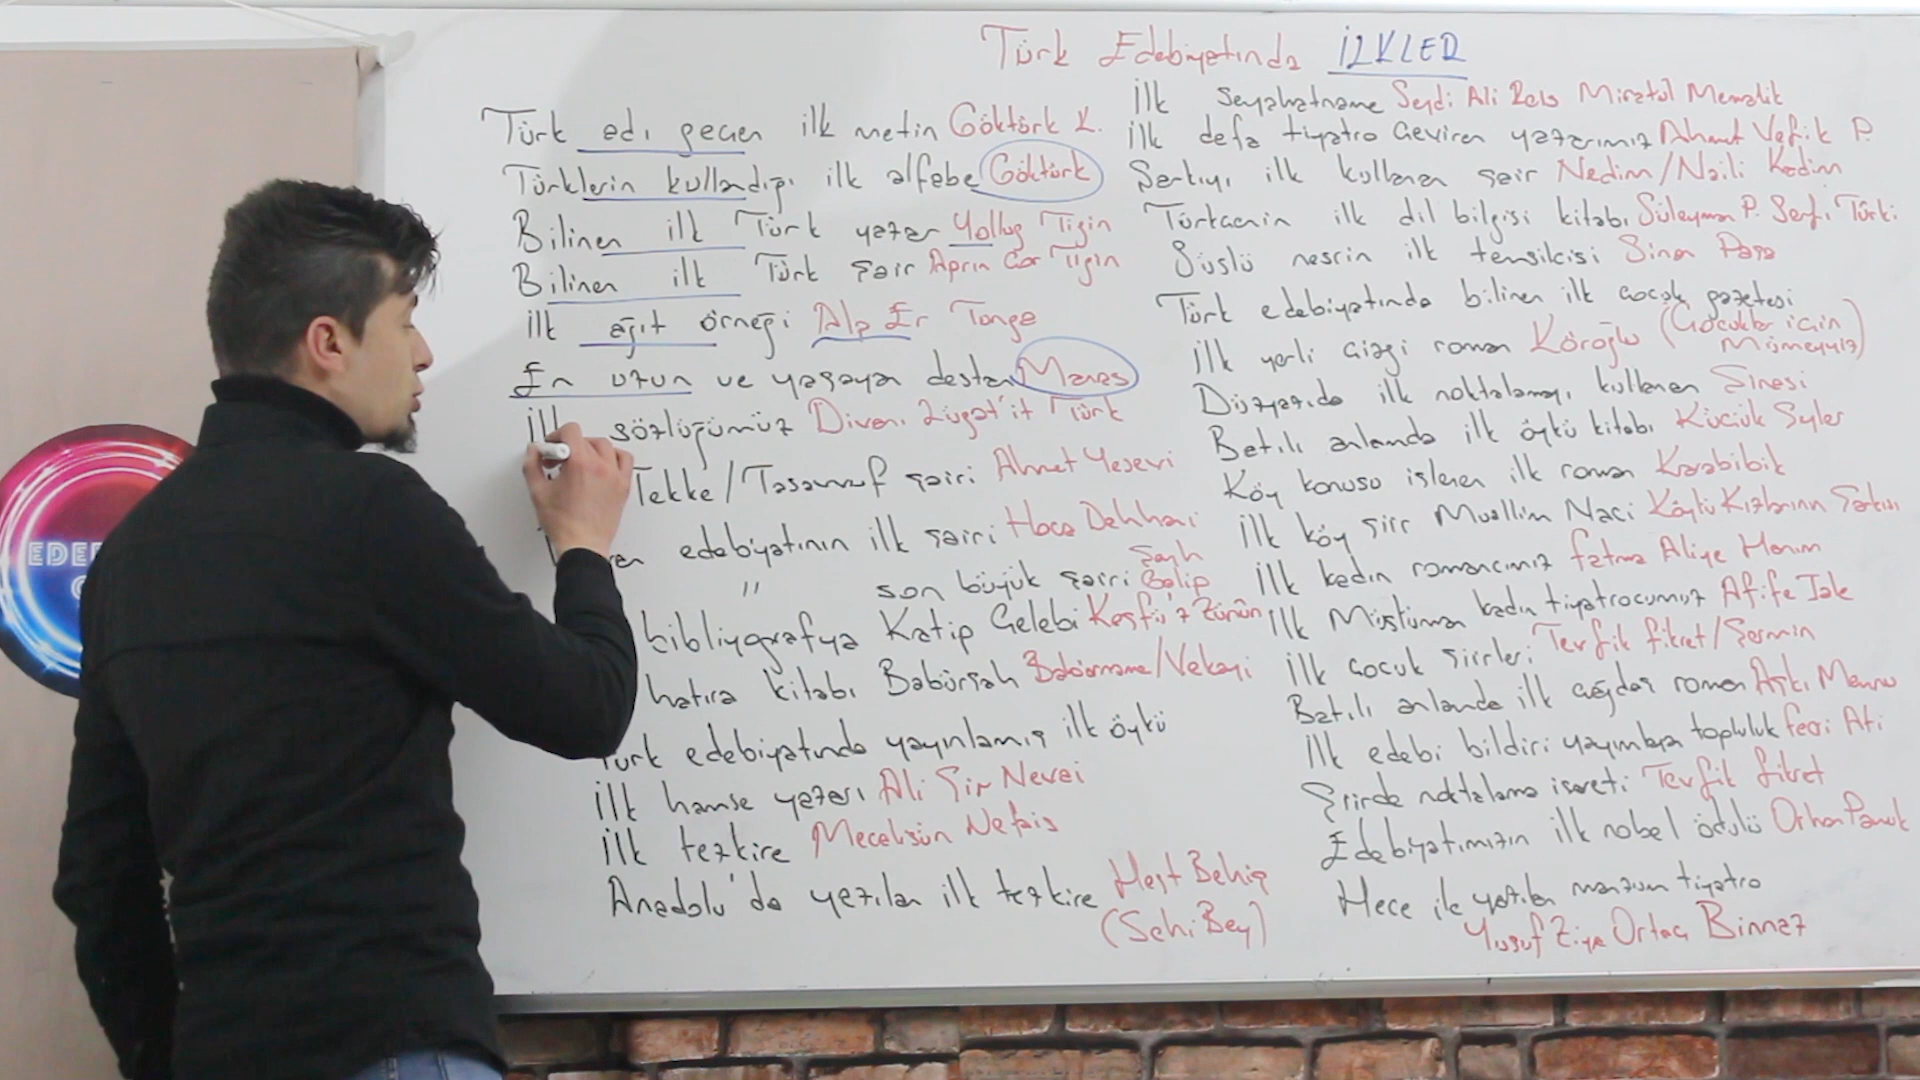 Türk Edebiyatında İLKLER
Türk adı geçen ilk metin Göktürk K.
Türklerin kullandığı ilk alfabe Göktürk
Bilinen ilk Türk yazar Yollug Tigin
Bilinen ilk Türk şair Aprın Çor Tigin
İlk ağıt örneği Alp Er Tonga
En uzun ve yaşayan destan Manas
İlk sözlüğümüz Divanı Lügat'it Türk
Tekke/Tasavvuf şairi Ahmet Yesevi
edebiyatının ilk şairi Hoca Dehhani
" son büyük şairi Şeyh Galip
bibliyografya Katip Çelebi Keşfü'z Zünûn
hatıra kitabı Babürşah Babürname/Vekayi
Türk edebiyatında yayınlamış ilk öykü
İlk hamse yazarı Ali Şir Nevai
İlk tezkire Mecalisün Nefais
Anadolu'da yazılan ilk tezkire Heşt Behiş
(Sehi Bey)
İlk seyahatname Seydi Ali Reis Miratül Memalik
İlk defa tiyatro çeviren yazarımız Ahmet Vefik P.
Şarkıyı ilk kullanan şair Nedim/Naili Kadim
Türkçenin ilk dil bilgisi kitabı Süleyman P. Sarfı Türki
Süslü nesrin ilk temsilcisi Sinan Paşa
Türk edebiyatında bilinen ilk çocuk gazetesi
(Çocuklar için Mümeyyiz)
İlk yerli çizgi roman Köroğlu
Düzyazıda ilk noktalamayı kullanan Şinasi
Batılı anlamda ilk öykü kitabı Küçük Şyler
Köy konusu işlenen ilk roman Karabibik
İlk köy şiir Muallim Naci Köylü Kızlarının Şarkısı
İlk kadın romancımız Fatma Aliye Hanım
İlk Müslüman kadın tiyatrocumuz Afife Jale
İlk çocuk şiirleri Tevfik Fikret/Şermin
Batılı anlamda ilk çağdaş roman Aşkı Memnu
İlk edebi bildiri yayımlayan topluluk Fecri Ati
Şiirde noktalama işareti Tevfik Fikret
Edebiyatımızın ilk nobel ödülü Orhan Pamuk
Hece ile yazılan manzum tiyatro
Yusuf Ziya Ortaç Binnaz